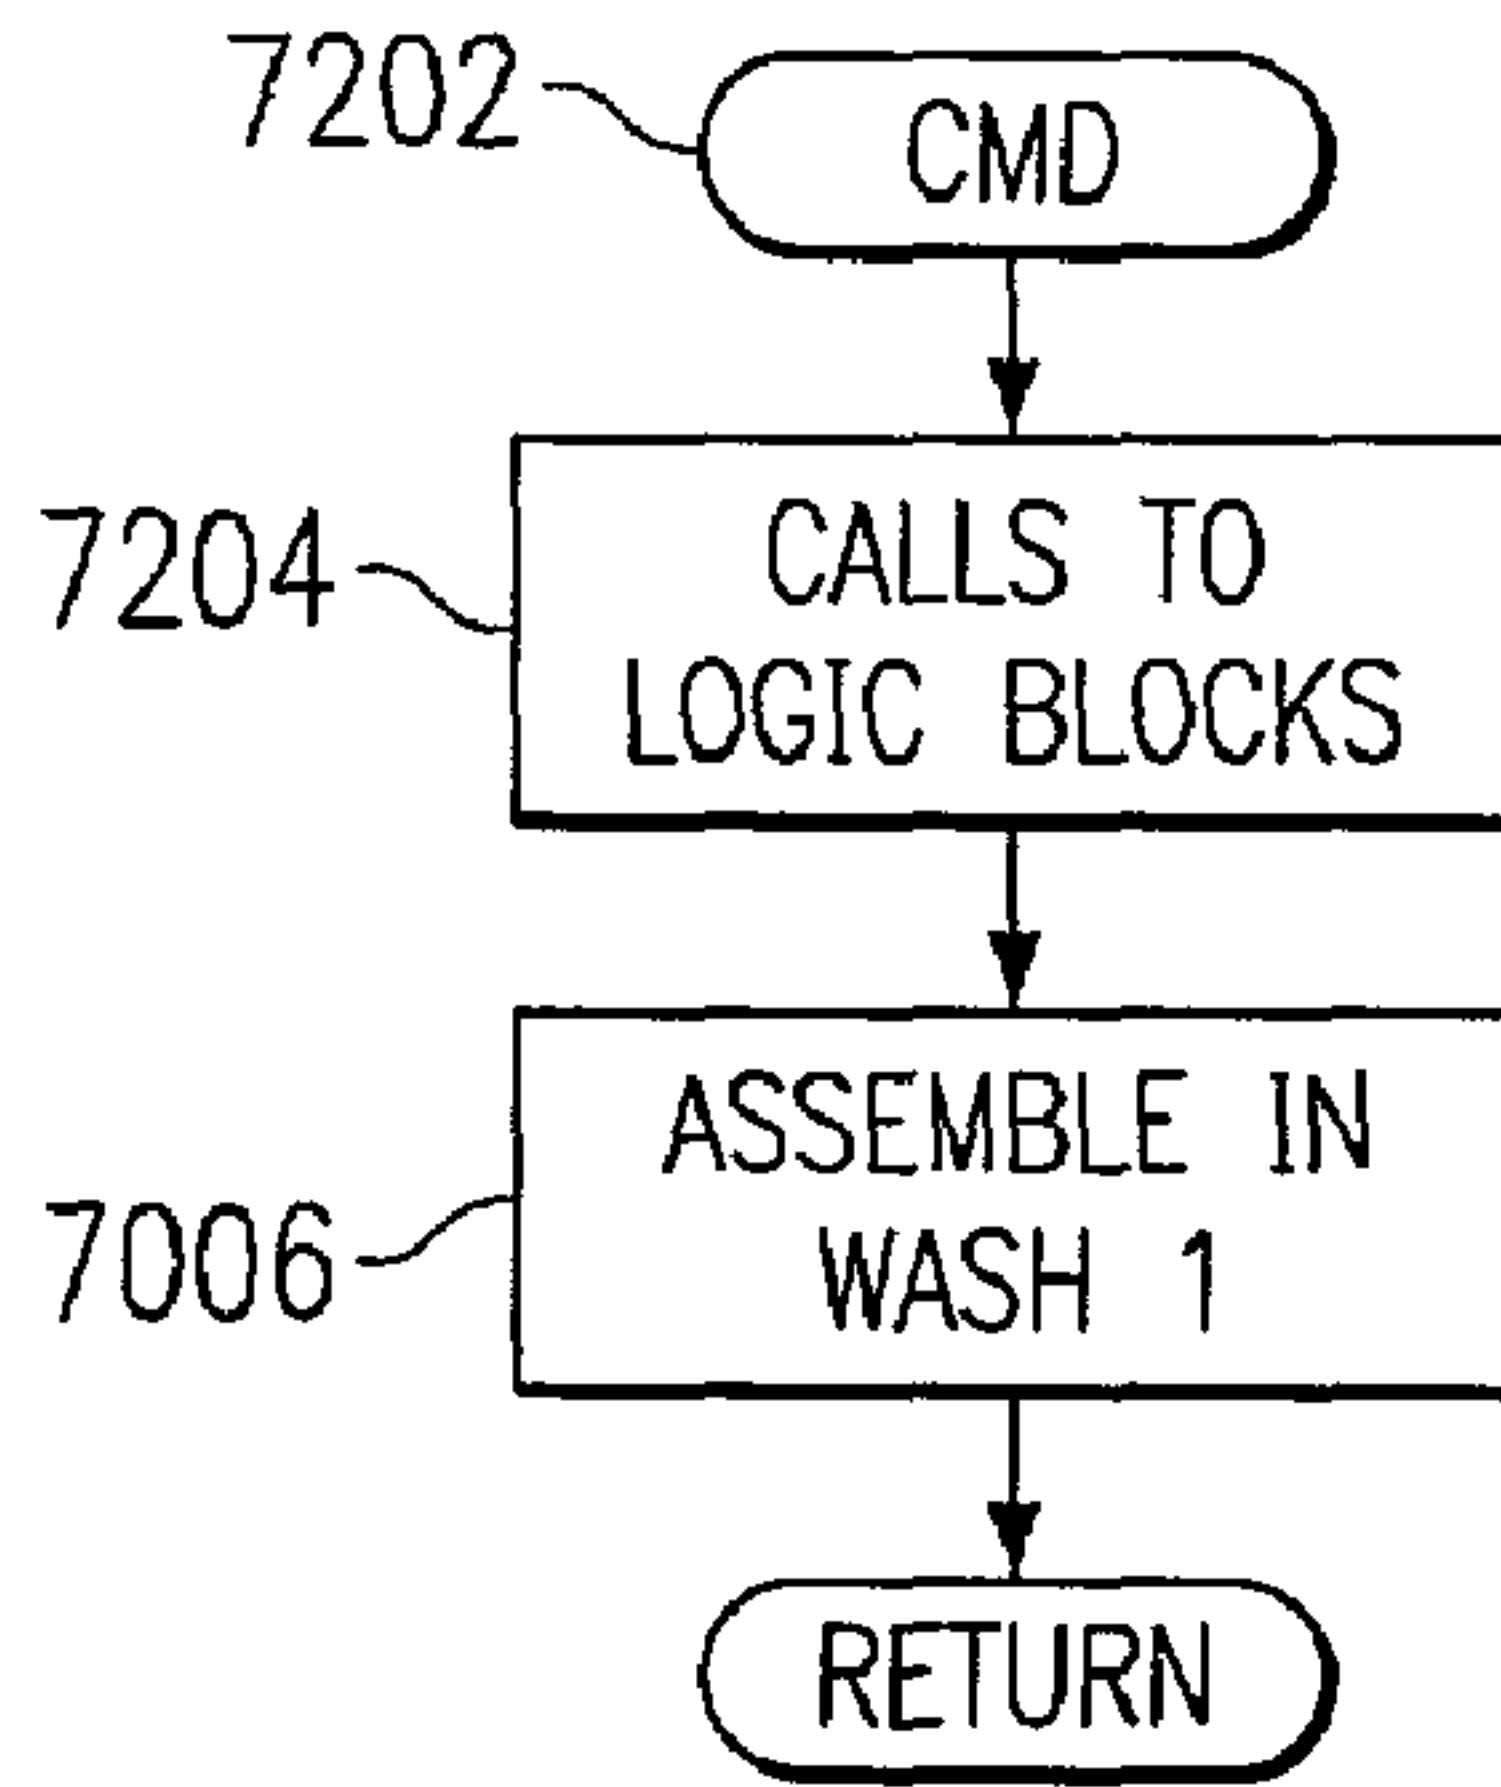 7202
CMD
7204
CALLS TO
LOGIC BLOCKS
7006
ASSEMBLE IN
WASH 1
RETURN